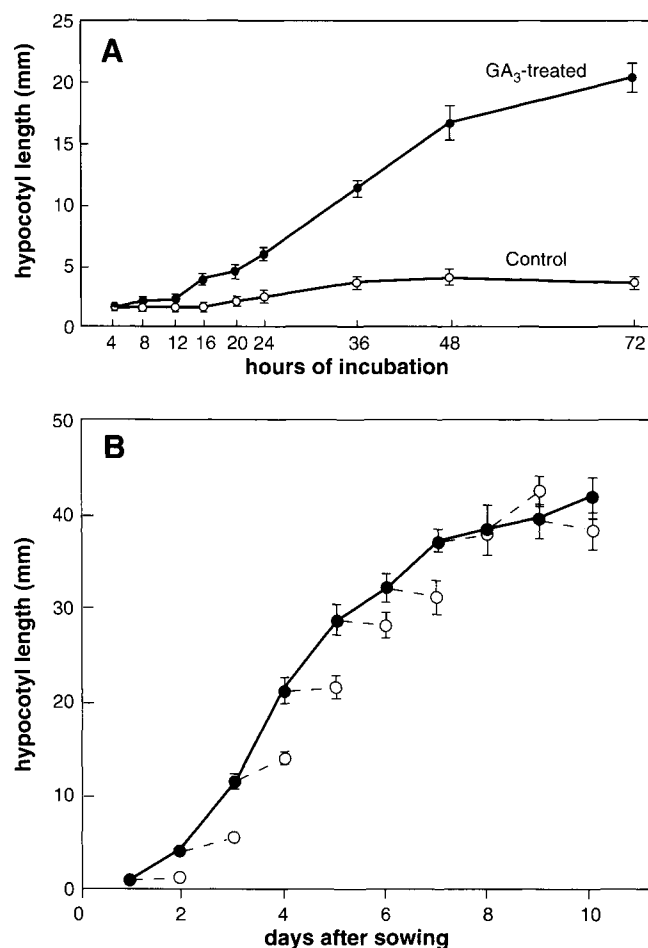 A
hypocotyl length (mm)
25
20
15
10
5
0
GA₃-treated
Control
4 8 12 16 20 24 36 48 72
hours of incubation
B
hypocotyl length (mm)
50
40
30
20
10
0
0 2 4 6 8 10
days after sowing